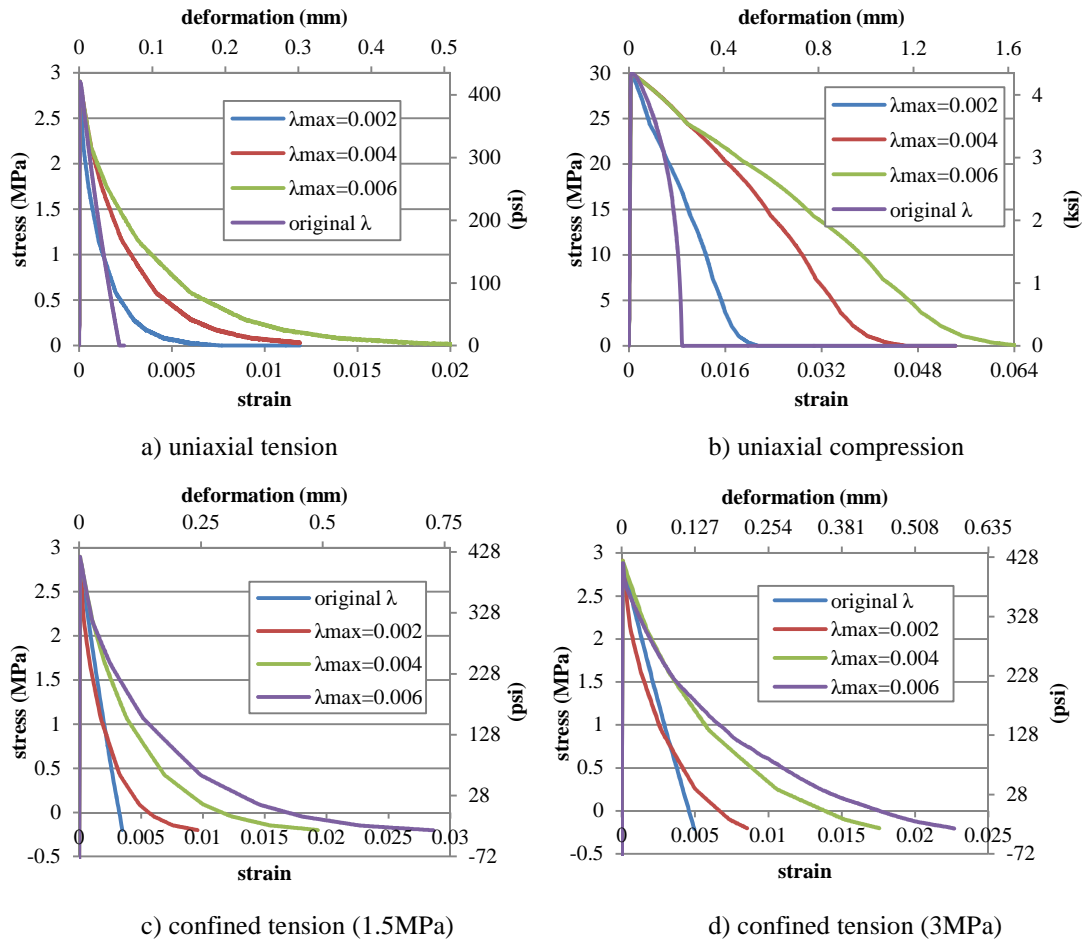 deformation (mm)
0 0.1 0.2 0.3 0.4 0.5
3
2.5
2
1.5
1
0.5
0
stress (MPa)
λmax=0.002
λmax=0.004
λmax=0.006
original λ
400
300
200
100
0
(psi)
0 0.005 0.01 0.015 0.02
strain
a) uniaxial tension
deformation (mm)
0 0.4 0.8 1.2 1.6
30
25
20
15
10
5
0
stress (MPa)
λmax=0.002
λmax=0.004
λmax=0.006
original λ
4
3
2
1
0
(ksi)
0 0.016 0.032 0.048 0.064
strain
b) uniaxial compression
deformation (mm)
0 0.25 0.5 0.75
3
2.5
2
1.5
1
0.5
0
-0.5
stress (MPa)
original λ
λmax=0.002
λmax=0.004
λmax=0.006
428
328
228
128
28
-72
(psi)
0 0.005 0.01 0.015 0.02 0.025 0.03
strain
c) confined tension (1.5MPa)
deformation (mm)
0 0.127 0.254 0.381 0.508 0.635
3
2.5
2
1.5
1
0.5
0
-0.5
stress (MPa)
original λ
λmax=0.002
λmax=0.004
λmax=0.006
428
328
228
128
28
-72
(psi)
0 0.005 0.01 0.015 0.02 0.025
strain
d) confined tension (3MPa)